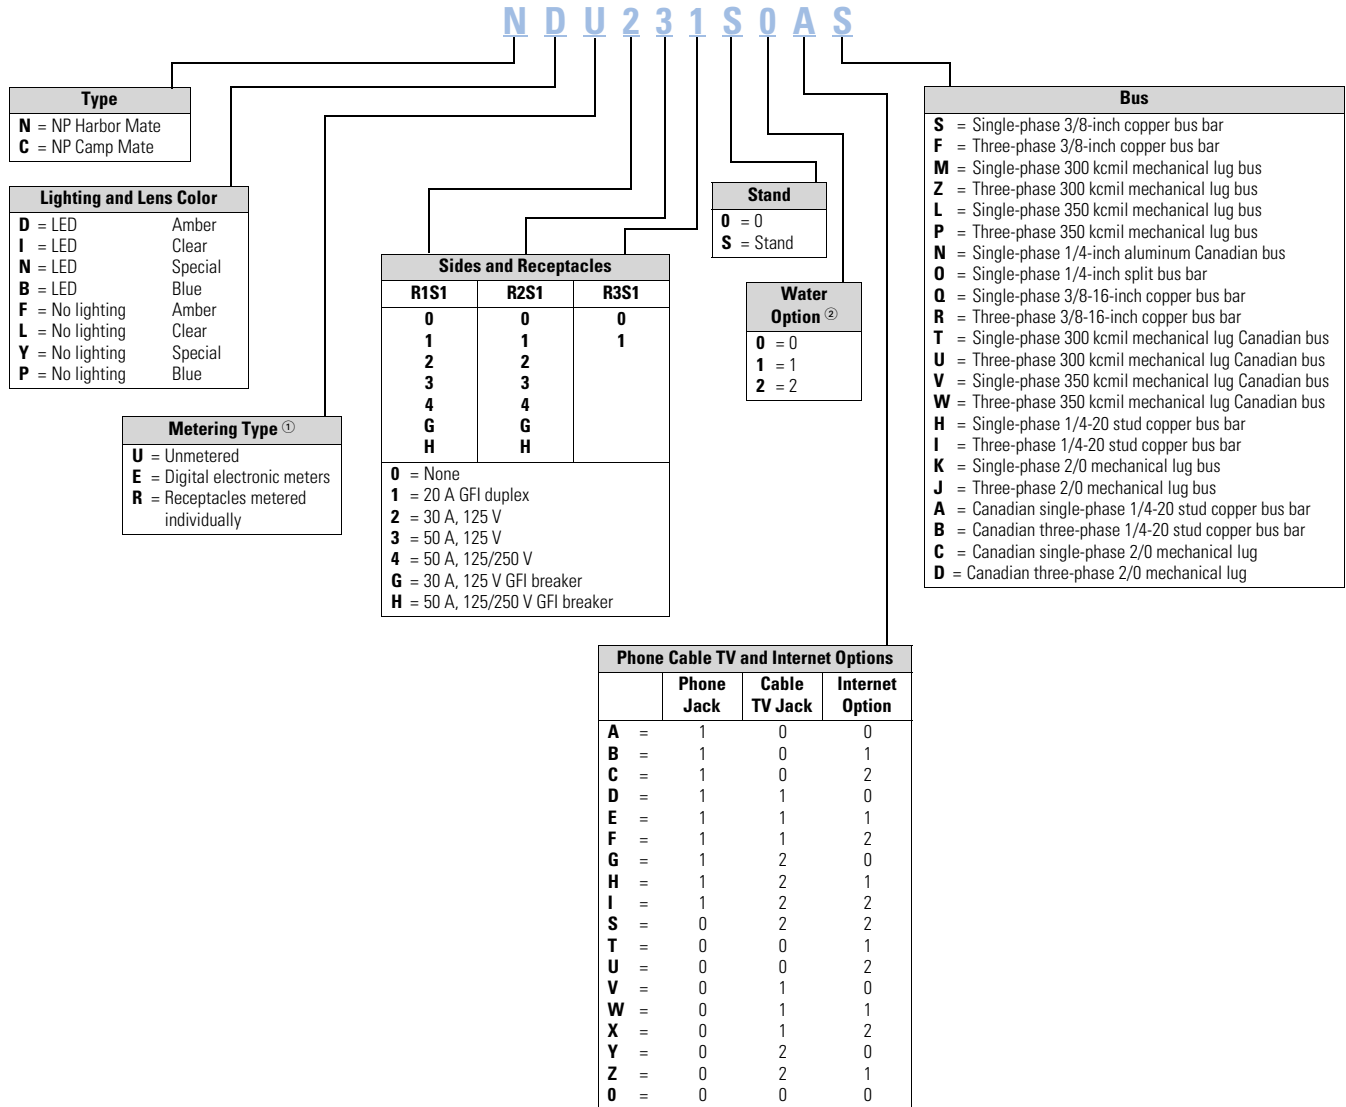 N D U 2 3 1 S 0 A S
Type
N = NP Harbor Mate
C = NP Camp Mate
Lighting and Lens Color
D = LED Amber
I = LED Clear
N = LED Special
B = LED Blue
F = No lighting Amber
L = No lighting Clear
Y = No lighting Special
P = No lighting Blue
Metering Type ①
U = Unmetered
E = Digital electronic meters
R = Receptacles metered
individually
Sides and Receptacles
R1S1 R2S1 R3S1
0 0 0
1 1 1
2 2
3 3
4 4
G G
H H
0 = None
1 = 20 A GFI duplex
2 = 30 A, 125 V
3 = 50 A, 125 V
4 = 50 A, 125/250 V
G = 30 A, 125 V GFI breaker
H = 50 A, 125/250 V GFI breaker
Stand
0 = 0
S = Stand
Water
Option ②
0 = 0
1 = 1
2 = 2
Bus
S = Single-phase 3/8-inch copper bus bar
F = Three-phase 3/8-inch copper bus bar
M = Single-phase 300 kcmil mechanical lug bus
Z = Three-phase 300 kcmil mechanical lug bus
L = Single-phase 350 kcmil mechanical lug bus
P = Three-phase 350 kcmil mechanical lug bus
N = Single-phase 1/4-inch aluminum Canadian bus
O = Single-phase 1/4-inch split bus bar
Q = Single-phase 3/8-16-inch copper bus bar
R = Three-phase 3/8-16-inch copper bus bar
T = Single-phase 300 kcmil mechanical lug Canadian bus
U = Three-phase 300 kcmil mechanical lug Canadian bus
V = Single-phase 350 kcmil mechanical lug Canadian bus
W = Three-phase 350 kcmil mechanical lug Canadian bus
H = Single-phase 1/4-20 stud copper bus bar
I = Three-phase 1/4-20 stud copper bus bar
K = Single-phase 2/0 mechanical lug bus
J = Three-phase 2/0 mechanical lug bus
A = Canadian single-phase 1/4-20 stud copper bus bar
B = Canadian three-phase 1/4-20 stud copper bus bar
C = Canadian single-phase 2/0 mechanical lug
D = Canadian three-phase 2/0 mechanical lug
Phone Cable TV and Internet Options
Phone Cable Internet
Jack TV Jack Option
A = 1 0 0
B = 1 0 1
C = 1 0 2
D = 1 1 0
E = 1 1 1
F = 1 1 2
G = 1 2 0
H = 1 2 1
I = 1 2 2
S = 0 2 2
T = 0 0 1
U = 0 0 2
V = 0 1 0
W = 0 1 1
X = 0 1 2
Y = 0 2 0
Z = 0 2 1
0 = 0 0 0